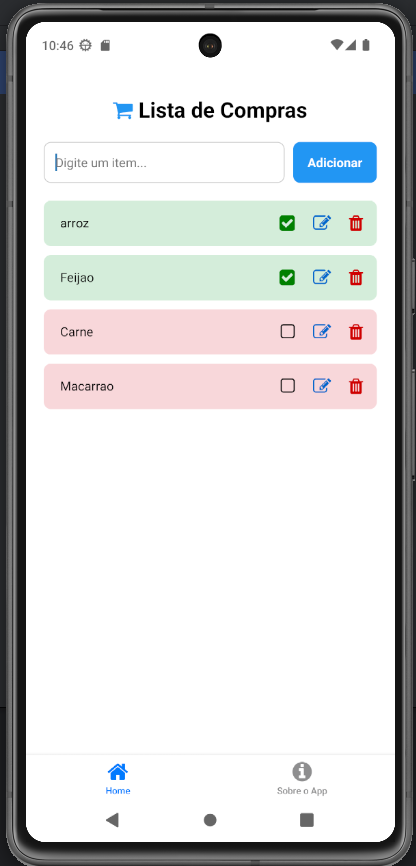 10:46
Lista de Compras
Digite um item...
Adicionar
arroz
Feijao
Carne
Macarrao
Home
Sobre o App